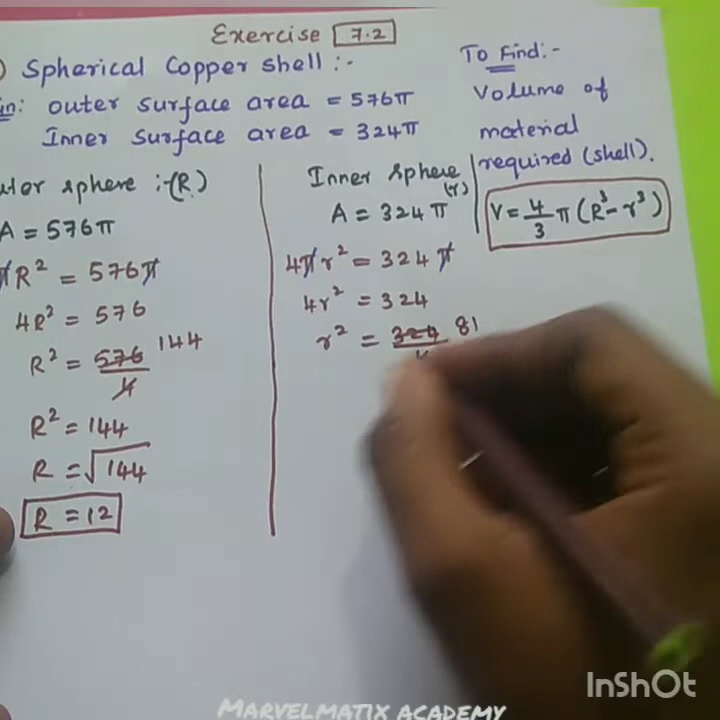 Exercise 7.2
) Spherical Copper shell :-
in: outer surface area = 576π
Inner surface area = 324π
To Find:-
Volume of
material
required (shell).
V = 4/3 π (R³ - r³)
sphere :-(R)
A = 576π
πR² = 576π
4R² = 576
R² = 576/4 144
R² = 144
R = √144
R = 12
Inner Sphere (r)
A = 324π
4πr² = 324π
4r² = 324
r² = 324/4 81
InShOt
MARVELMATIX ACADEMY